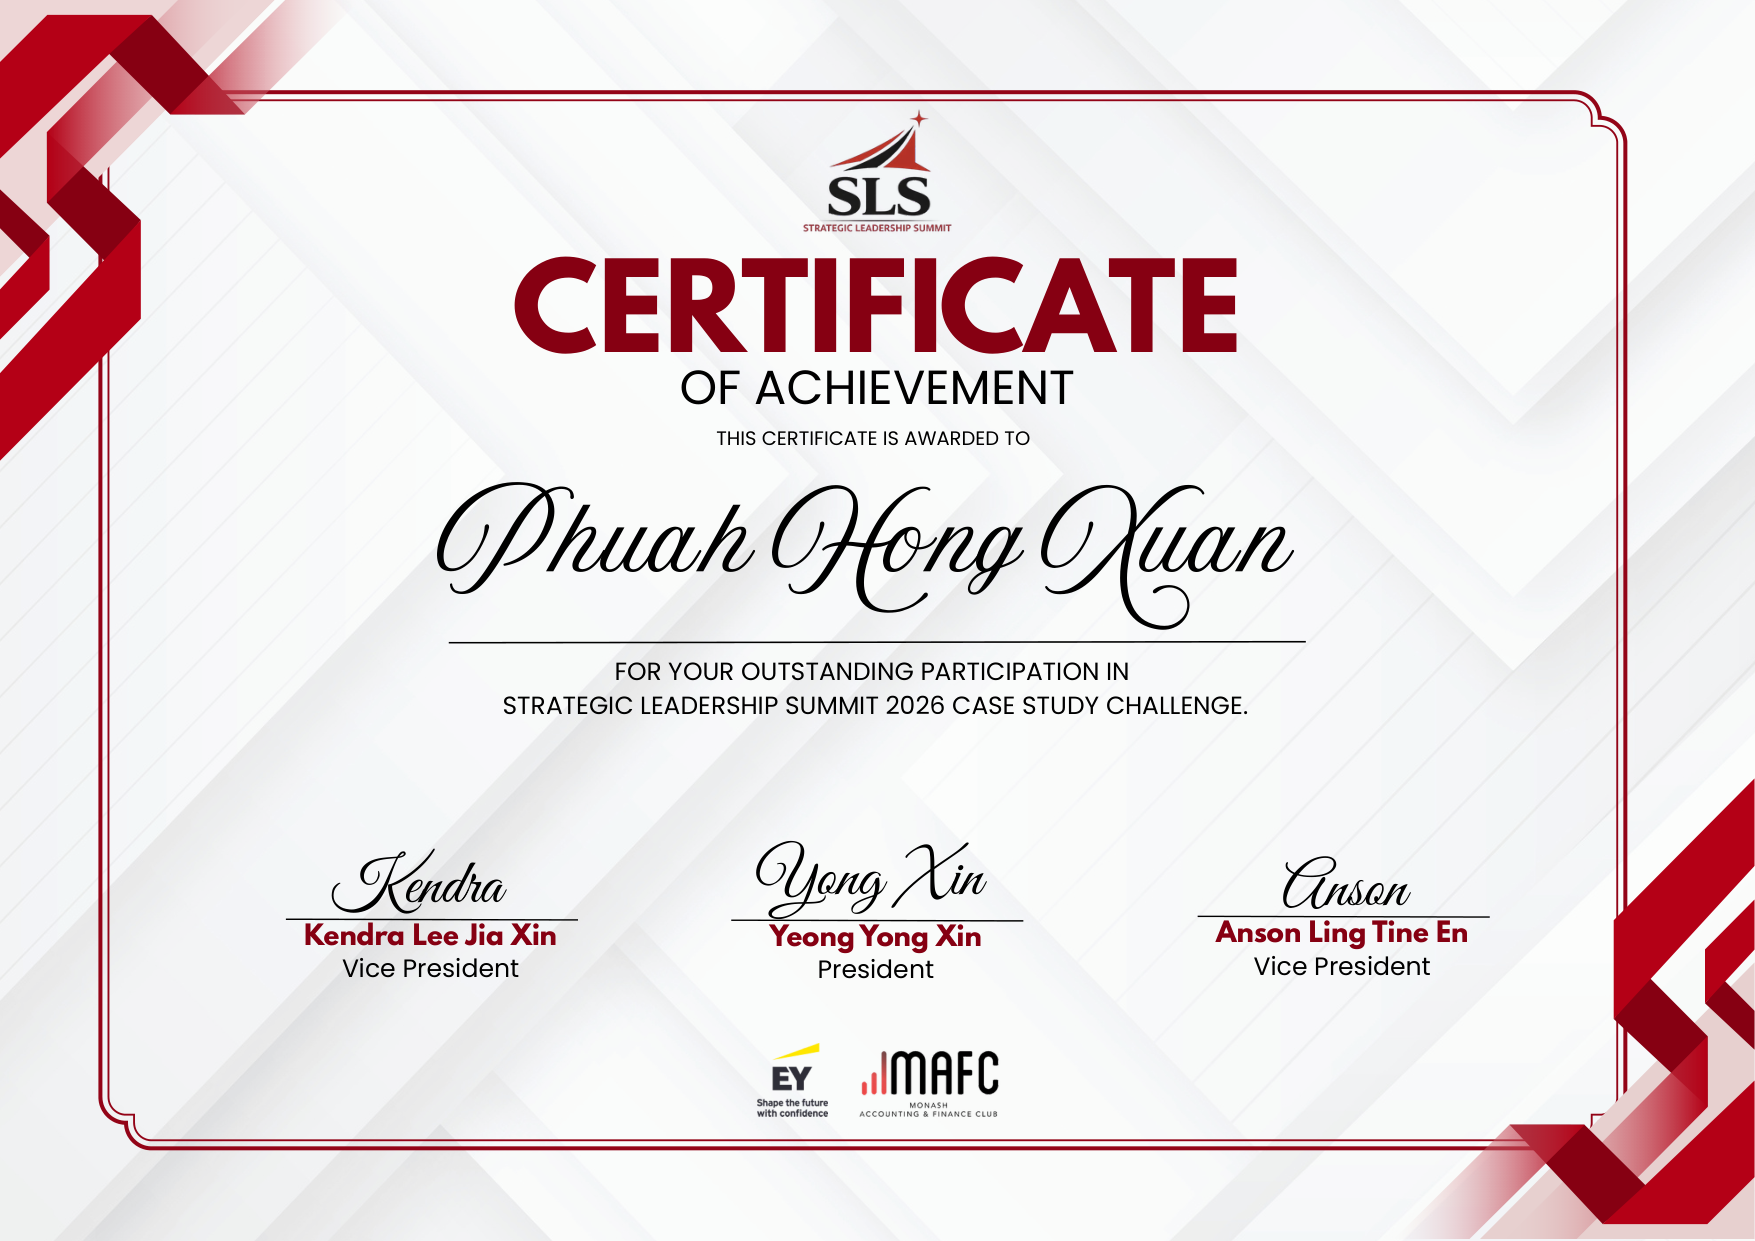 SLS
STRATEGIC LEADERSHIP SUMMIT
CERTIFICATE
OF ACHIEVEMENT
THIS CERTIFICATE IS AWARDED TO
Phuah Hong Xuan
FOR YOUR OUTSTANDING PARTICIPATION IN
STRATEGIC LEADERSHIP SUMMIT 2026 CASE STUDY CHALLENGE.
Kendra
Kendra Lee Jia Xin
Vice President
Yong Xin
Yeong Yong Xin
President
Anson
Anson Ling Tine En
Vice President
EY
Shape the future
with confidence
MAFC
MONASH
ACCOUNTING & FINANCE CLUB